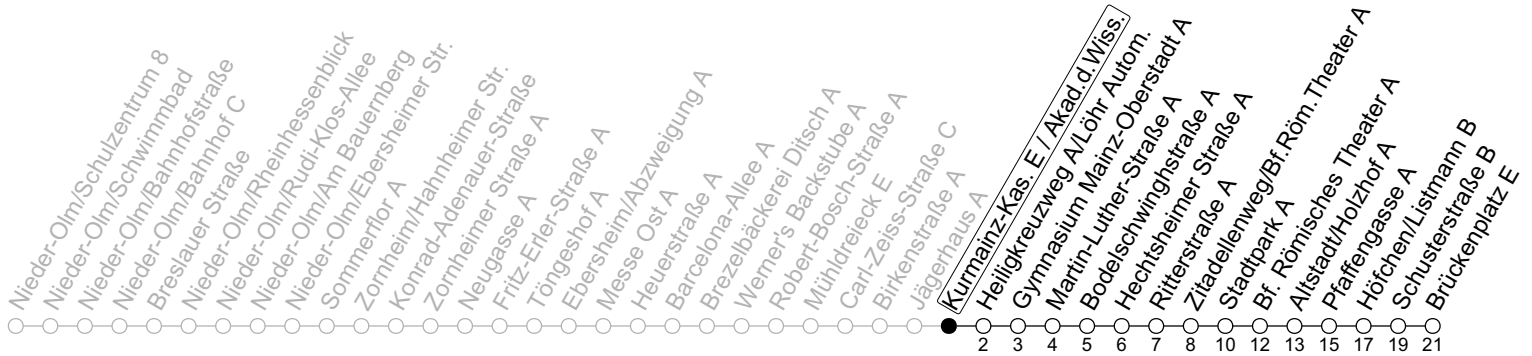 Nieder-Olm/Schulzentrum 8
Nieder-Olm/Schwimmbad
Nieder-Olm/Bahnhofstraße
Nieder-Olm/Bahnhof C
Breslauer Straße
Nieder-Olm/Rheinhessenblick
Nieder-Olm/Rudi-Klos-Allee
Nieder-Olm/Am Bauernberg
Nieder-Olm/Ebersheimer Str.
Sommerflor A
Zornheim/Hahnheimer Str.
Konrad-Adenauer-Straße
Zornheimer Straße A
Neugasse A
Fritz-Erler-Straße A
Töngeshof A
Ebersheim/Abzweigung A
Messe Ost A
Heuerstraße A
Barcelona-Allee A
Brezelbäckerei Ditsch A
Werner's Backstube A
Robert-Bosch-Straße A
Mühldreieck E
Carl-Zeiss-Straße C
Birkenstraße A
Jägerhaus A
Kurmainz-Kas. E / Akad.d.Wiss.
Heiligkreuzweg A/Löhr Autom.
Gymnasium Mainz-Oberstadt A
Martin-Luther-Straße A
Bodelschwinghstraße A
Hechtsheimer Straße A
Ritterstraße A
Zitadellenweg/Bf.Röm.Theater A
Stadtpark A
Bf. Römisches Theater A
Altstadt/Holzhof A
Pfaffengasse A
Höfchen/Listmann B
Schusterstraße B
Brückenplatz E
2 3 4 5 6 7 8 10 12 13 15 17 19 21